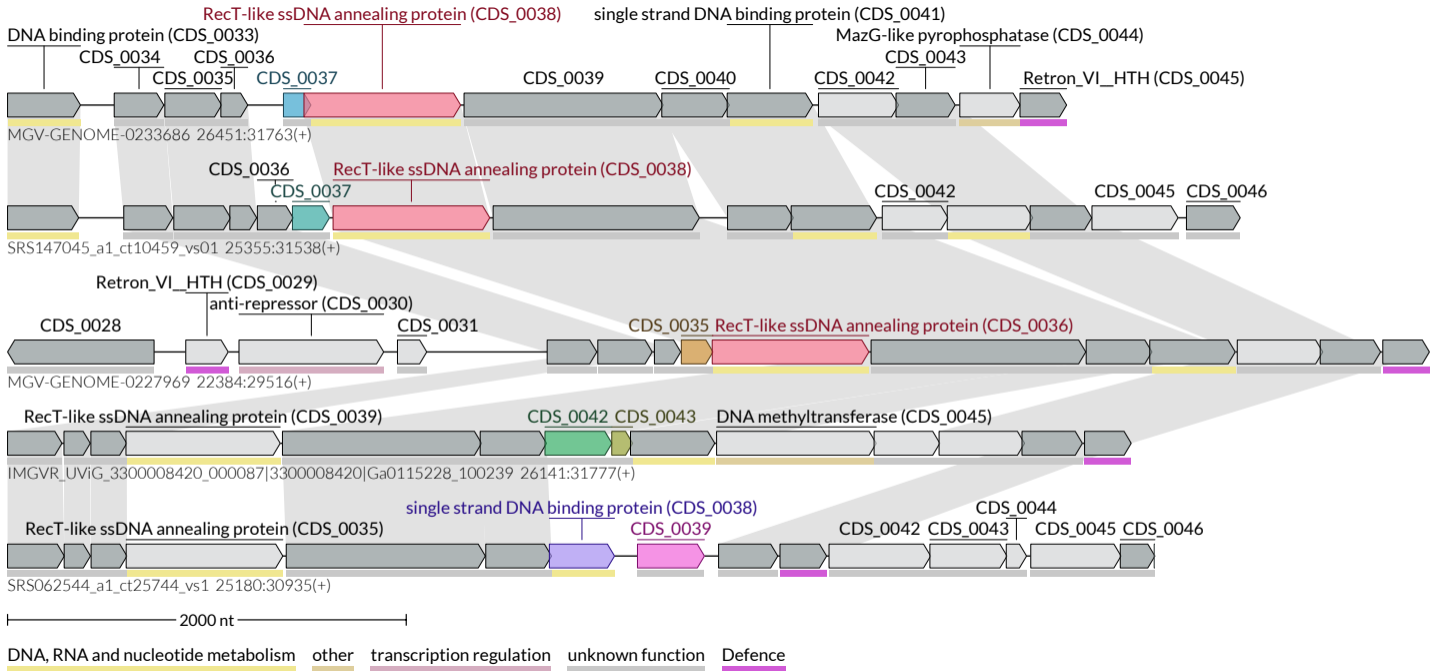 RecT-like ssDNA annealing protein (CDS_0038)
single strand DNA binding protein (CDS_0041)
DNA binding protein (CDS_0033)
MazG-like pyrophosphatase (CDS_0044)
CDS_0034
CDS_0036
CDS_0043
CDS_0035
CDS_0037
CDS_0039
CDS_0040
CDS_0042
Retron_VI__HTH (CDS_0045)
MGV-GENOME-0233686 26451:31763(+)
CDS_0036
RecT-like ssDNA annealing protein (CDS_0038)
CDS_0037
CDS_0042
CDS_0045
CDS_0046
SRS147045_a1_ct10459_vs01 25355:31538(+)
Retron_VI__HTH (CDS_0029)
anti-repressor (CDS_0030)
CDS_0028
CDS_0031
CDS_0035
RecT-like ssDNA annealing protein (CDS_0036)
MGV-GENOME-0227969 22384:29516(+)
RecT-like ssDNA annealing protein (CDS_0039)
CDS_0042
CDS_0043
DNA methyltransferase (CDS_0045)
IMGVR_UViG_3300008420_000087|3300008420|Ga0115228_100239 26141:31777(+)
single strand DNA binding protein (CDS_0038)
CDS_0044
RecT-like ssDNA annealing protein (CDS_0035)
CDS_0039
CDS_0042
CDS_0043
CDS_0045
CDS_0046
SRS062544_a1_ct25744_vs1 25180:30935(+)
2000 nt
DNA, RNA and nucleotide metabolism
other
transcription regulation
unknown function
Defence